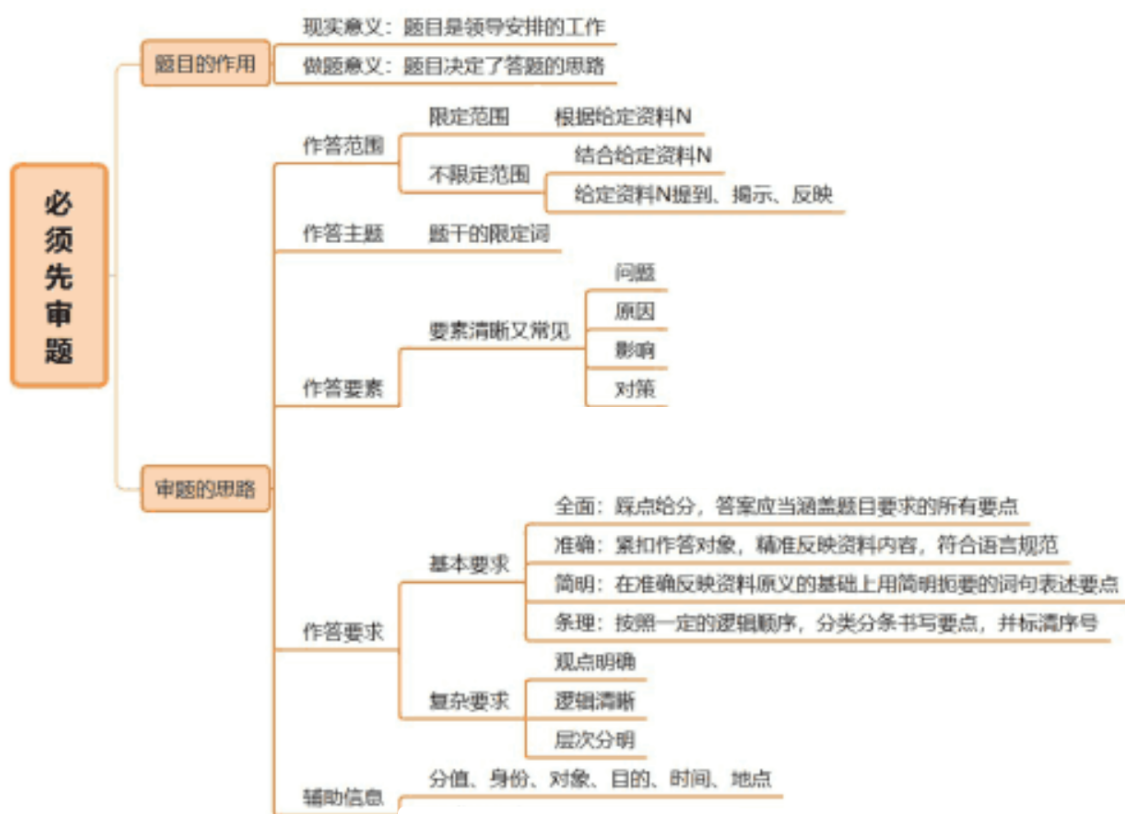 必须先审题
题目的作用
现实意义：题目是领导安排的工作
做题意义：题目决定了答题的思路
审题的思路
作答范围
限定范围
根据给定资料N
不限定范围
结合给定资料N
给定资料N提到、揭示、反映
作答主题
题干的限定词
作答要素
要素清晰又常见
问题
原因
影响
对策
作答要求
基本要求
全面：踩点给分，答案应当涵盖题目要求的所有要点
准确：紧扣作答对象，精准反映资料内容，符合语言规范
简明：在准确反映资料原义的基础上用简明扼要的词句表述要点
条理：按照一定的逻辑顺序，分类分条书写要点，并标清序号
复杂要求
观点明确
逻辑清晰
层次分明
辅助信息
分值、身份、对象、目的、时间、地点